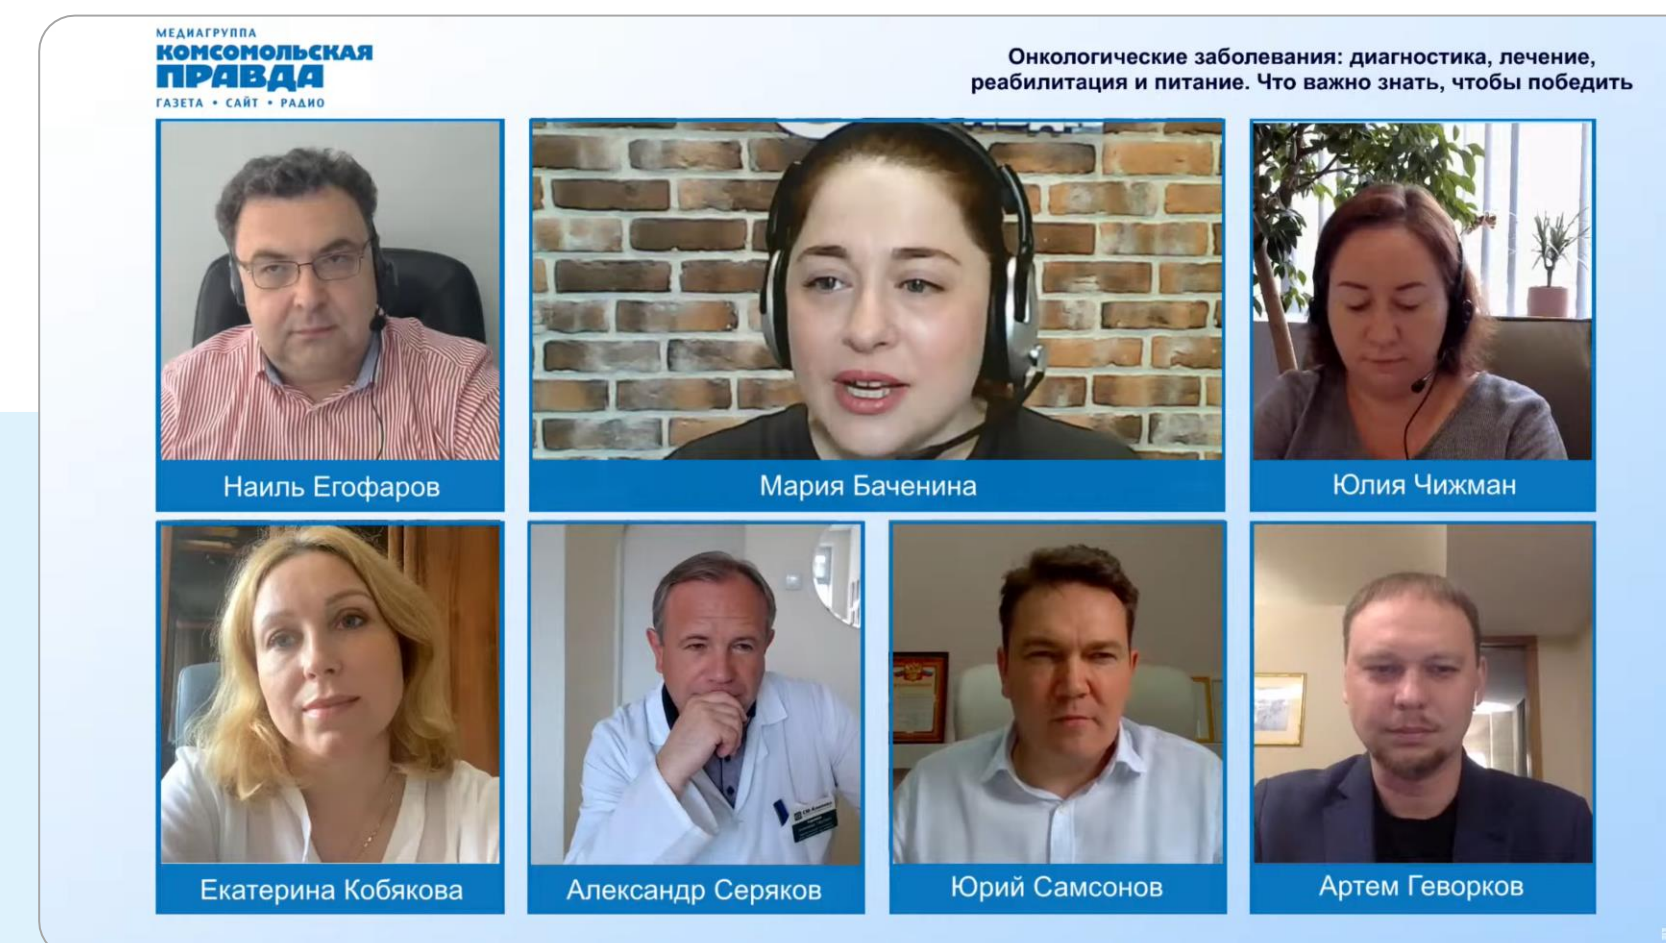 МЕДИАГРУППА
КОМСОМОЛЬСКАЯ
ПРАВДА
ГАЗЕТА • САЙТ • РАДИО
Онкологические заболевания: диагностика, лечение,
реабилитация и питание. Что важно знать, чтобы победить
Наиль Егофаров
Мария Баченина
Юлия Чижман
Екатерина Кобякова
Александр Серяков
Юрий Самсонов
Артем Геворков